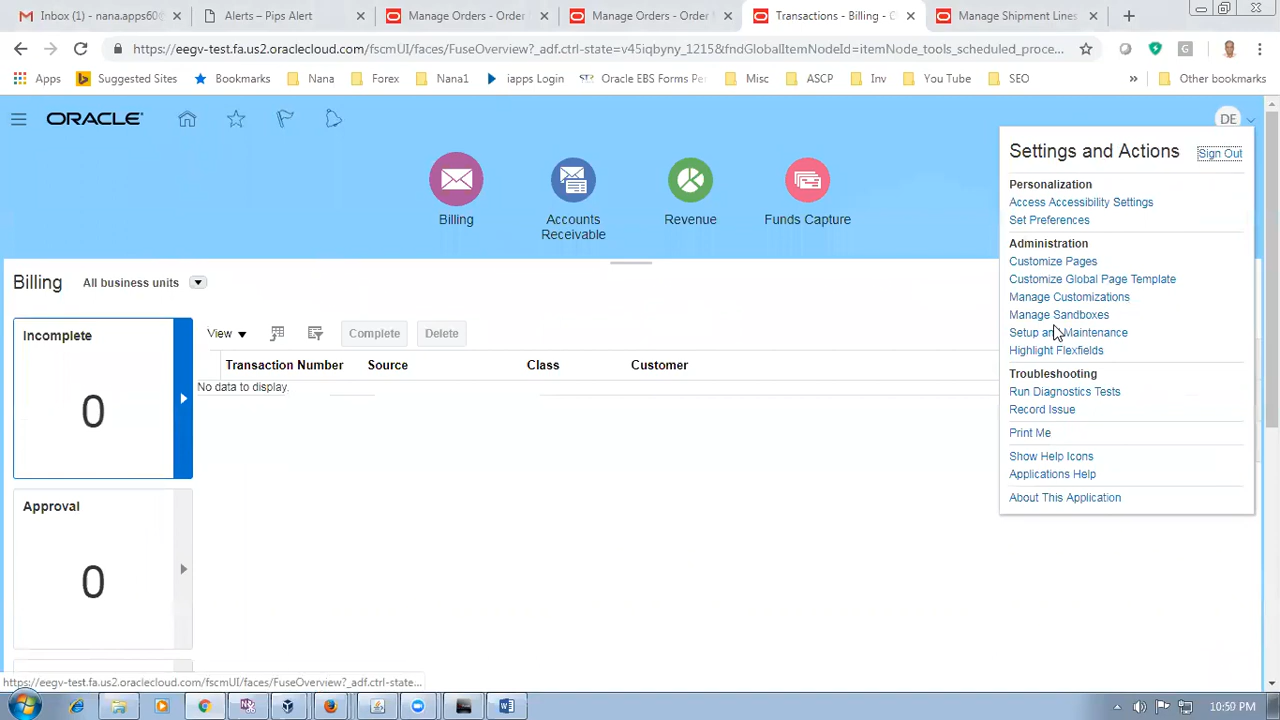 Inbox (41) - nana.apps60@
Alerts – Pips Alert
Manage Orders - Order
Manage Orders - Order M
Transactions - Billing - O
Manage Shipment Lines
https://eegv-test.fa.us2.oraclecloud.com/fscmUI/faces/FuseOverview?_adf.ctrl-state=v45iqbyny_1215&fndGlobalItemNodeId=itemNode_tools_scheduled_proce...
Apps
Suggested Sites
Bookmarks
Nana
Forex
Nana1
iapps Login
Oracle EBS Forms Pe
Misc
ASCP
Inv
You Tube
SEO
»
Other bookmarks
ORACLE
DE
Settings and Actions
Sign Out
Personalization
Access Accessibility Settings
Set Preferences
Administration
Customize Pages
Customize Global Page Template
Manage Customizations
Manage Sandboxes
Setup and Maintenance
Highlight Flexfields
Troubleshooting
Run Diagnostics Tests
Record Issue
Print Me
Show Help Icons
Applications Help
About This Application
Billing
Accounts
Receivable
Revenue
Funds Capture
Billing
All business units
Incomplete
0
View
Complete
Delete
Transaction Number
Source
Class
Customer
No data to display.
Approval
0
https://eegv-test.fa.us2.oraclecloud.com/fscmUI/faces/FuseOverview?_adf.ctrl-state...
10:50 PM